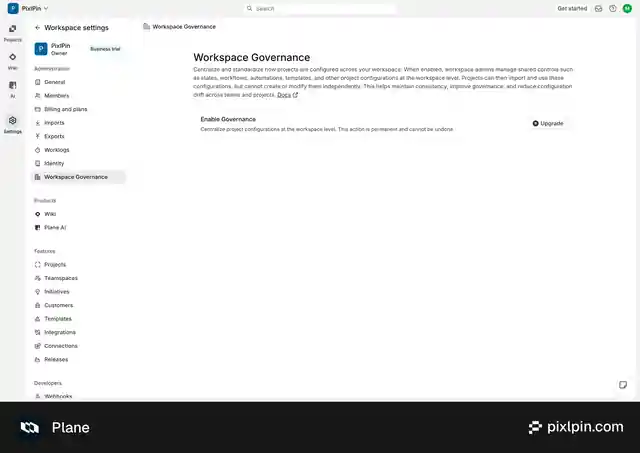 PixlPin
Search
Get started
M
Projects
Wiki
AI
Settings
Workspace settings
P
PixlPin
Owner
Business trial
Administration
General
Members
Billing and plans
Imports
Exports
Worklogs
Identity
Workspace Governance
Products
Wiki
Plane AI
Features
Projects
Teamspaces
Initiatives
Customers
Templates
Integrations
Connections
Releases
Developers
Webhooks
Workspace Governance
Workspace Governance
Centralize and standardize how projects are configured across your workspace. When enabled, workspace admins manage shared controls such
as states, workflows, automations, templates, and other project configurations at the workspace level. Projects can then import and use these
configurations, but cannot create or modify them independently. This helps maintain consistency, improve governance, and reduce configuration
drift across teams and projects. Docs
Enable Governance
Centralize project configurations at the workspace level. This action is permanent and cannot be undone
Upgrade
Plane
pixlpin.com